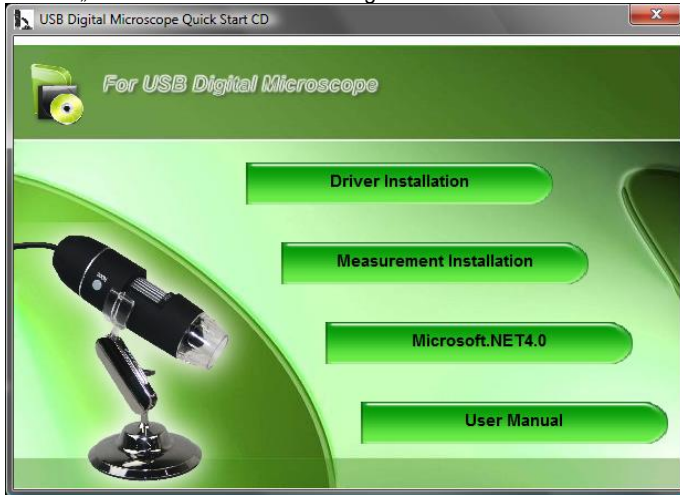 USB Digital Microscope Quick Start CD
For USB Digital Microscope
Driver Installation
Measurement Installation
Microsoft.NET4.0
User Manual